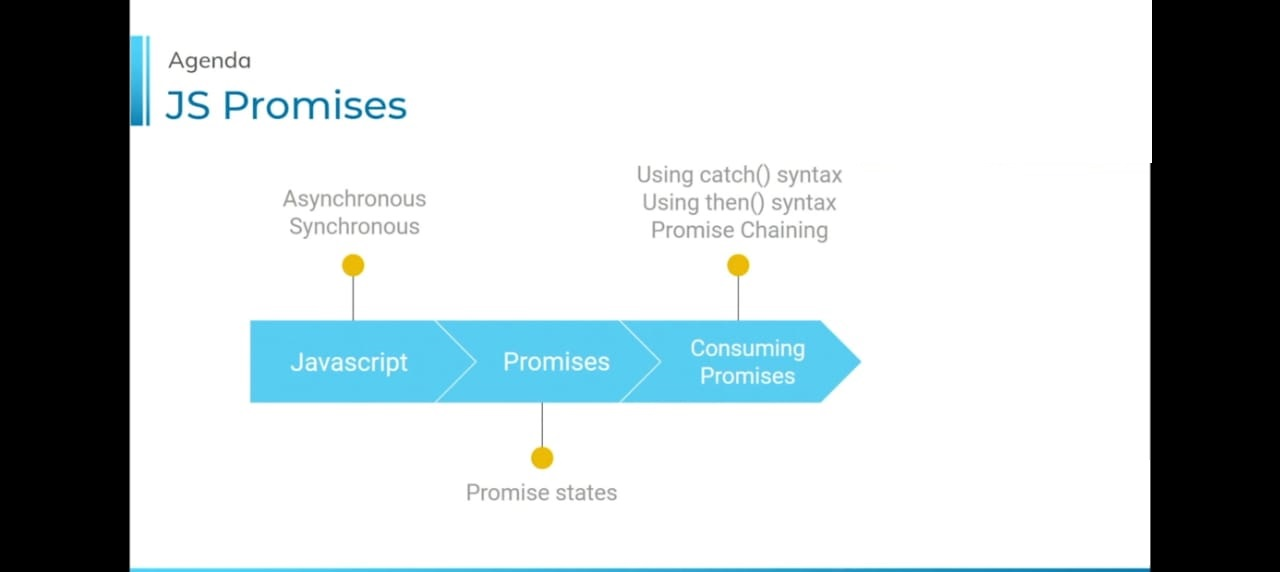 Agenda
JS Promises
Asynchronous
Synchronous
Using catch() syntax
Using then() syntax
Promise Chaining
Javascript
Promises
Consuming
Promises
Promise states